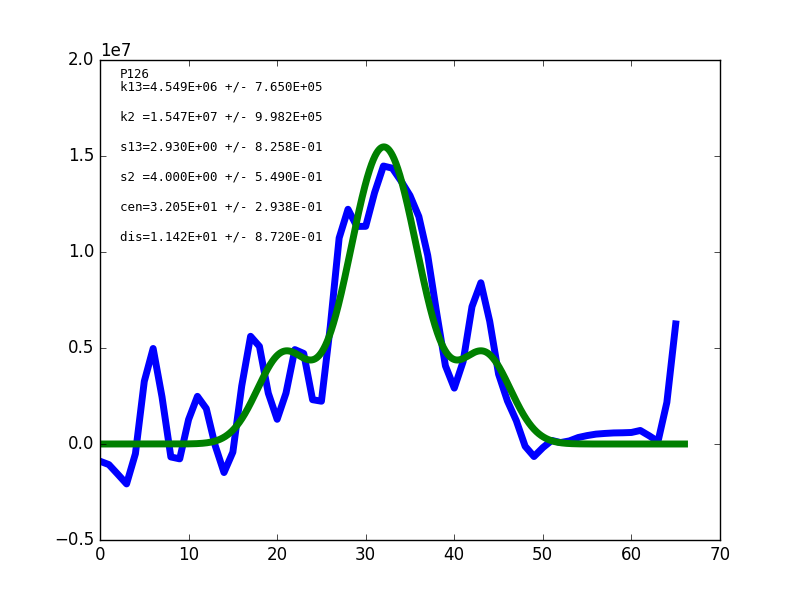 1e7
P126
k13=4.549E+06 +/- 7.650E+05
k2 =1.547E+07 +/- 9.982E+05
s13=2.930E+00 +/- 8.258E-01
s2 =4.000E+00 +/- 5.490E-01
cen=3.205E+01 +/- 2.938E-01
dis=1.142E+01 +/- 8.720E-01
2.0
1.5
1.0
0.5
0.0
−0.5
0 10 20 30 40 50 60 70